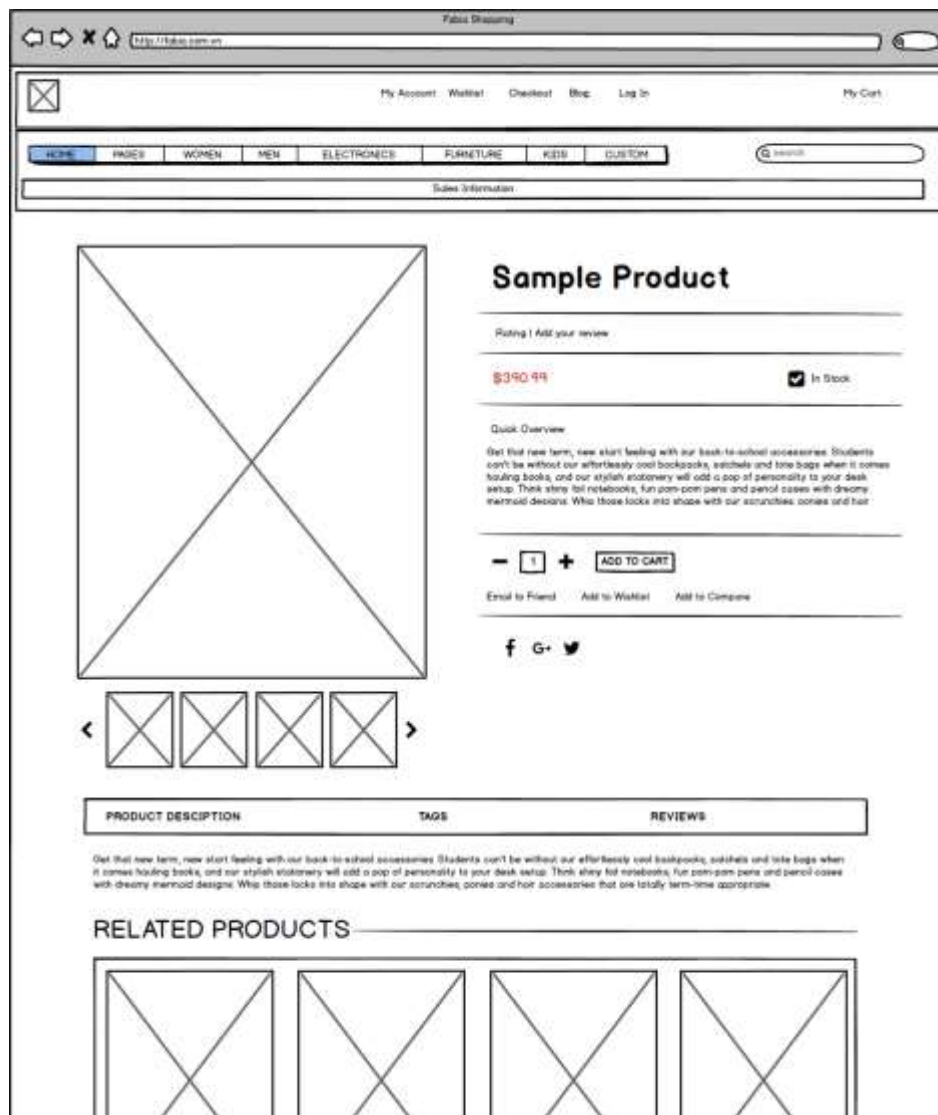 Fabia Shopping
http://fabia.com.vn
My Account Wishlist Checkout Blog Log In My Cart
HOME PAGES WOMEN MEN ELECTRONICS FURNITURE KIDS CUSTOM search
Sales Information
Sample Product
Rating | Add your review
$390.99 In Stock
Quick Overview
Get that new term, new start feeling with our back-to-school accessories. Students
can't be without our effortlessly cool backpacks, satchels and tote bags when it comes
hauling books, and our stylish stationery will add a pop of personality to your desk
setup. Think shiny foil notebooks, fun pom-pom pens and pencil cases with dreamy
mermaid designs. Whip those locks into shape with our scrunchies, ponies and hair
1 ADD TO CART
Email to Friend Add to Wishlist Add to Compare
PRODUCT DESCIPTION TAGS REVIEWS
Get that new term, new start feeling with our back-to-school accessories. Students can't be without our effortlessly cool backpacks, satchels and tote bags when
it comes hauling books, and our stylish stationery will add a pop of personality to your desk setup. Think shiny foil notebooks, fun pom-pom pens and pencil cases
with dreamy mermaid designs. Whip those locks into shape with our scrunchies, ponies and hair accessories that are totally term-time appropriate.
RELATED PRODUCTS